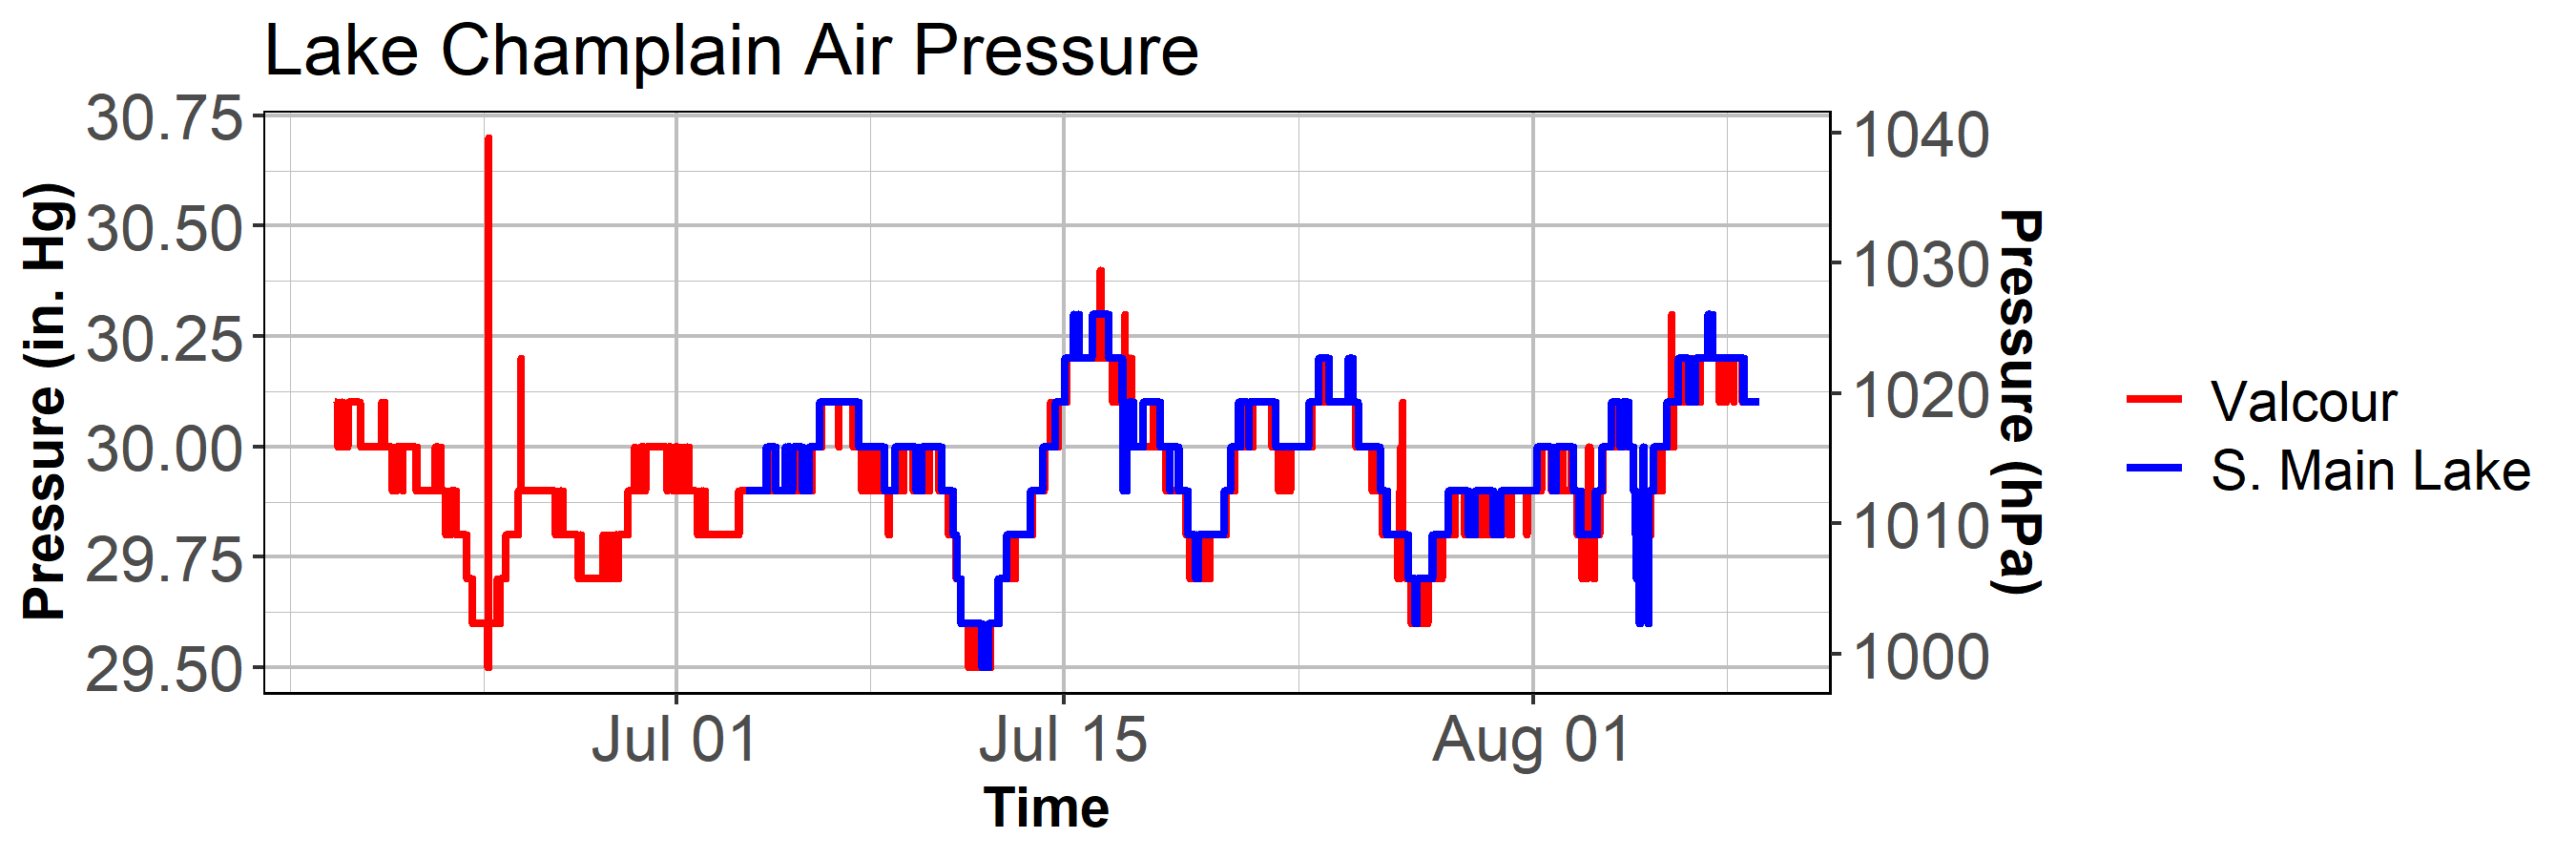 Lake Champlain Air Pressure
Pressure (in. Hg)
30.75
30.50
30.25
30.00
29.75
29.50
1040
1030
1020
1010
1000
Pressure (hPa)
Jul 01
Jul 15
Aug 01
Time
Valcour
S. Main Lake